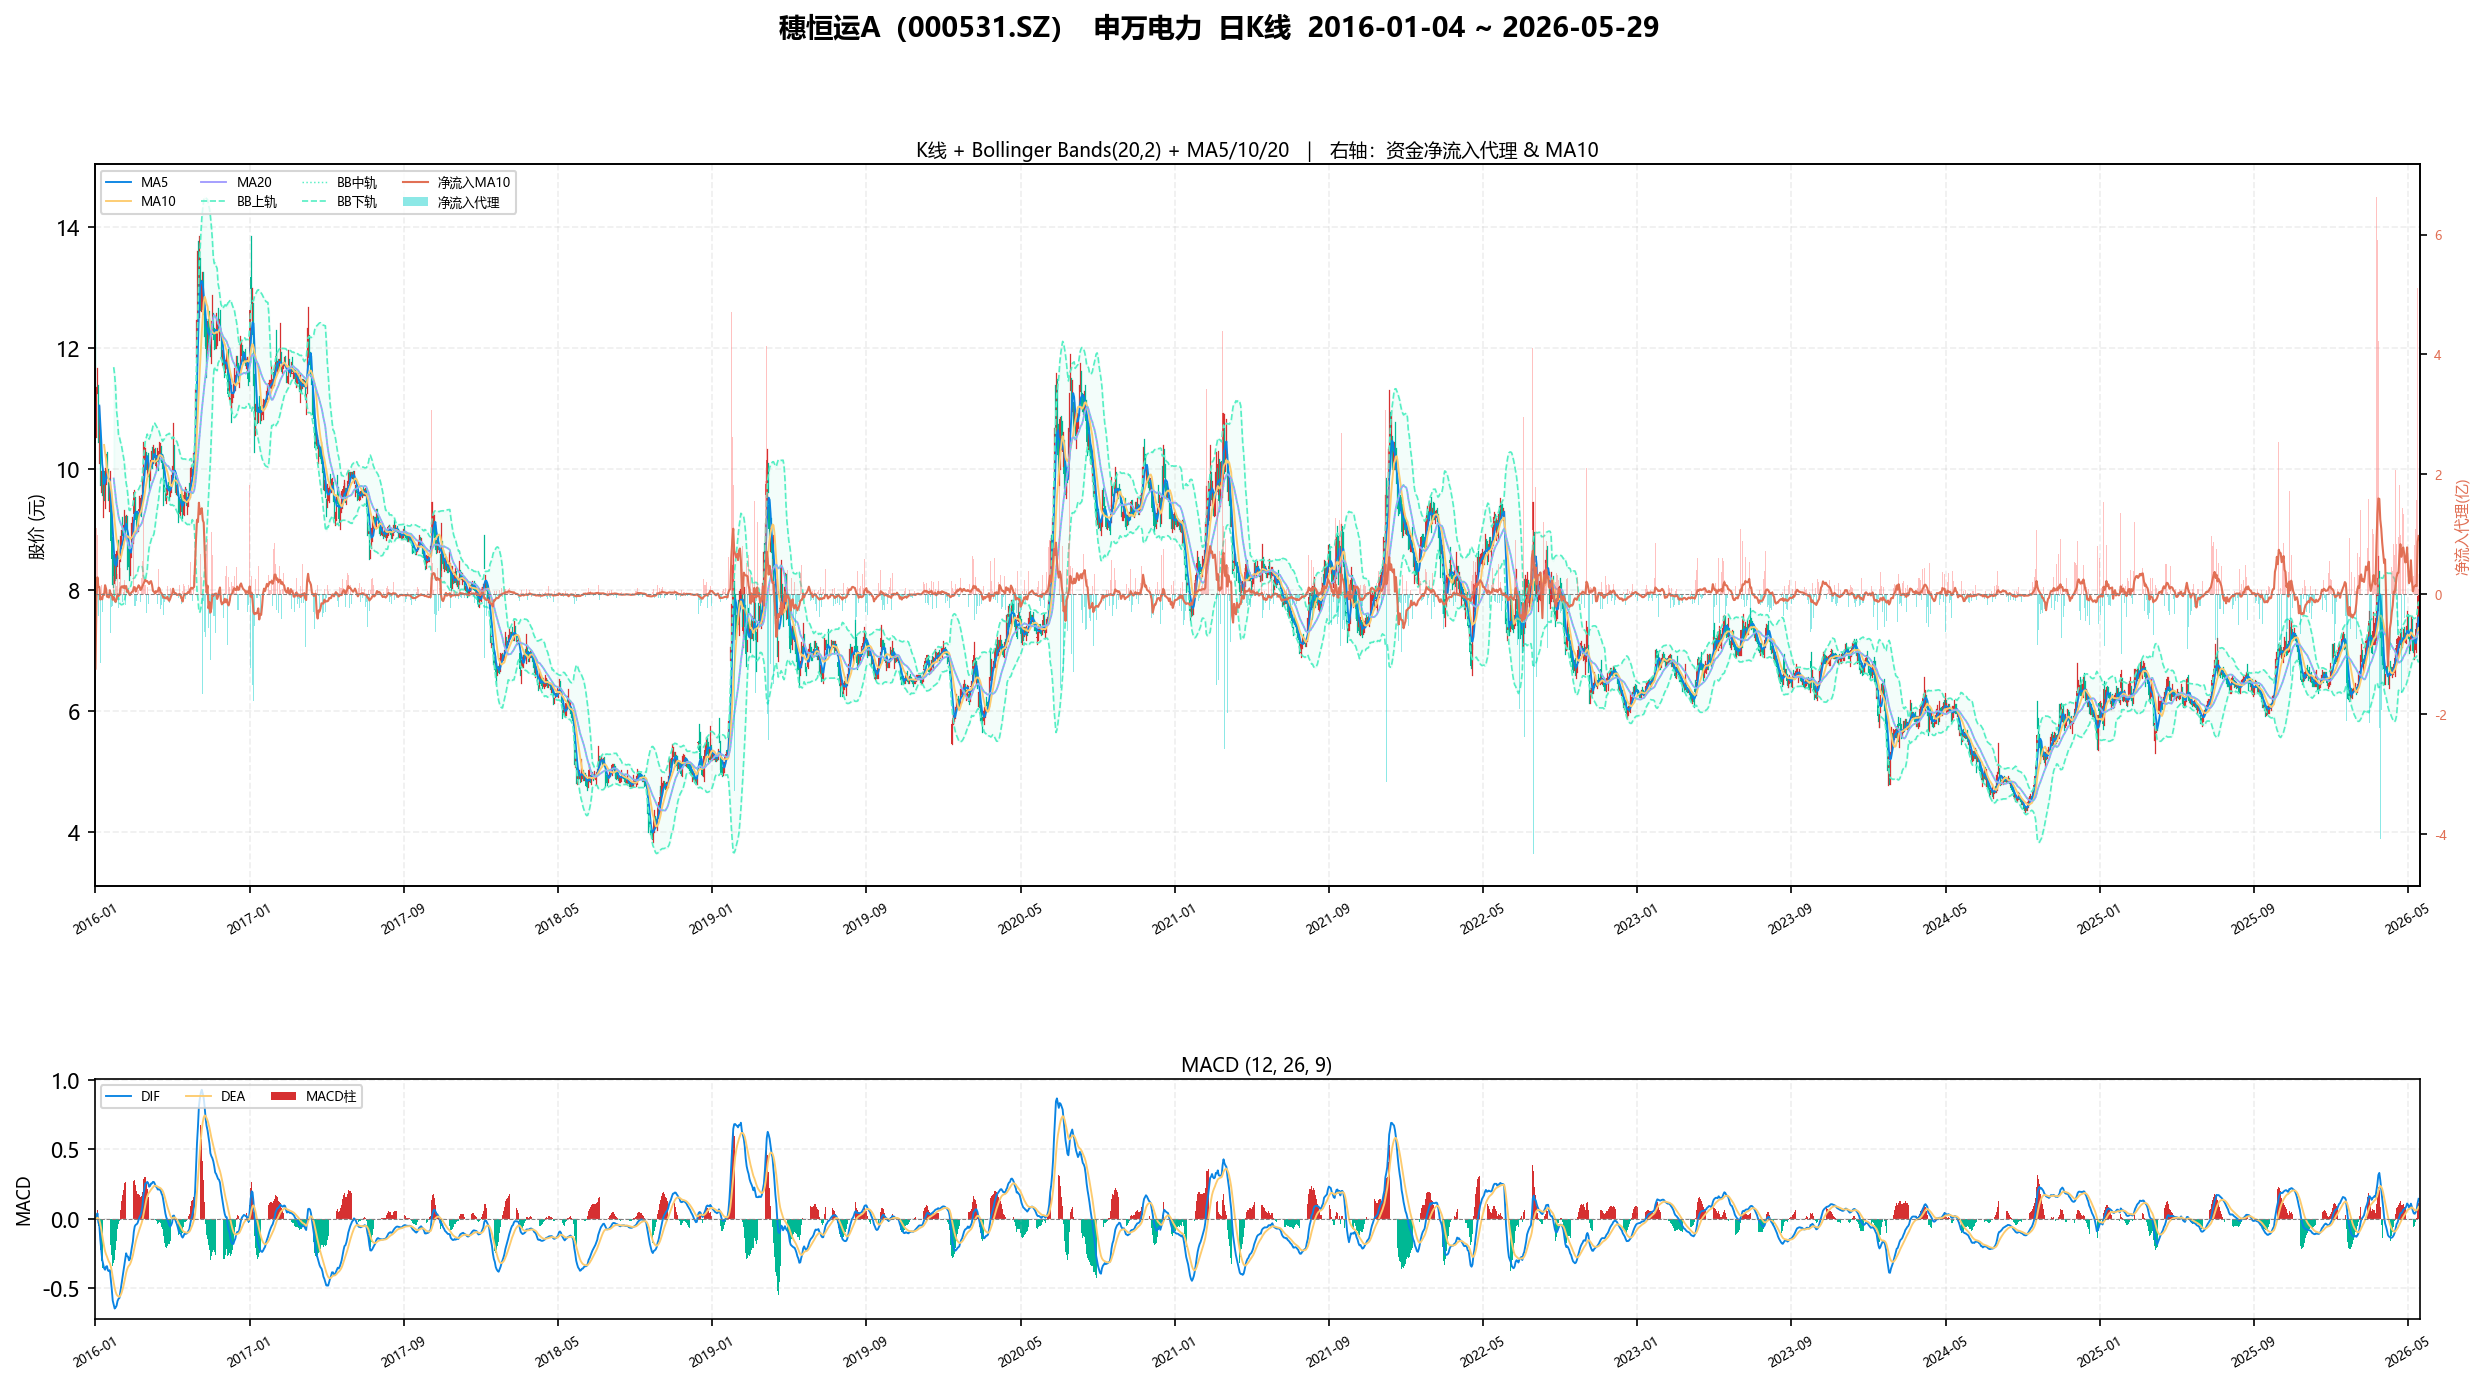 穗恒运A（000531.SZ） 申万电力 日K线 2016-01-04 ~ 2026-05-29
K线 + Bollinger Bands(20,2) + MA5/10/20 | 右轴：资金净流入代理 & MA10
MA5 MA20 BB中轨 净流入MA10
MA10 BB上轨 BB下轨 净流入代理
股价 (元)
14
12
10
8
6
4
6
4
2
0
-2
-4
净流入代理(亿)
2016-01 2017-01 2017-09 2018-05 2019-01 2019-09 2020-05 2021-01 2021-09 2022-05 2023-01 2023-09 2024-05 2025-01 2025-09 2026-05
MACD (12, 26, 9)
DIF DEA MACD柱
MACD
1.0
0.5
0.0
-0.5
2016-01 2017-01 2017-09 2018-05 2019-01 2019-09 2020-05 2021-01 2021-09 2022-05 2023-01 2023-09 2024-05 2025-01 2025-09 2026-05